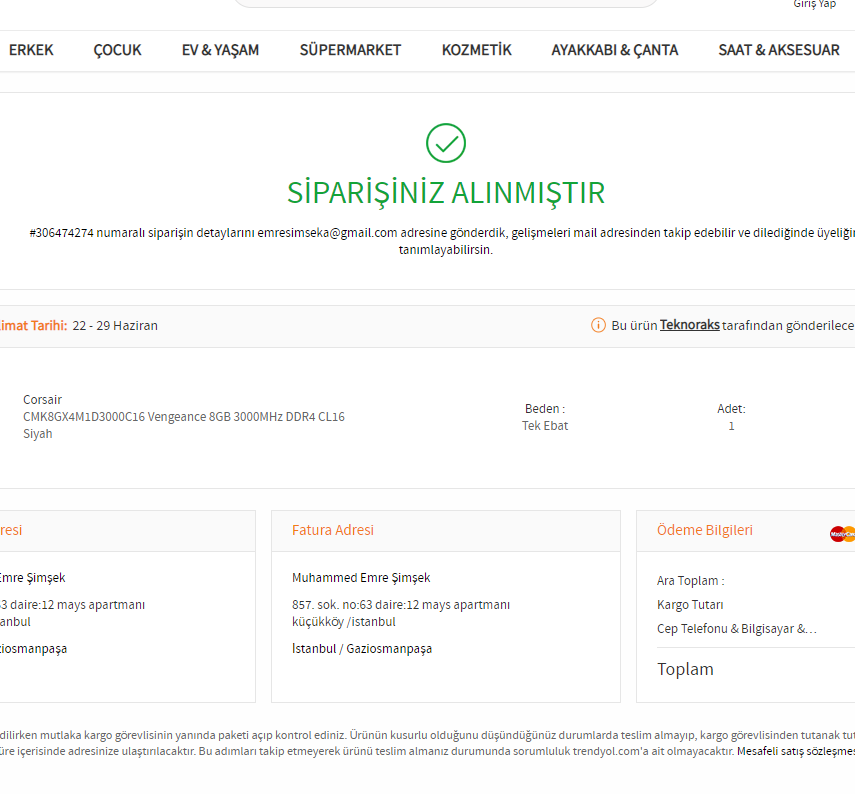 Giriş Yap
ERKEK ÇOCUK EV & YAŞAM SÜPERMARKET KOZMETİK AYAKKABI & ÇANTA SAAT & AKSESUAR
SİPARİŞİNİZ ALINMIŞTIR
#306474274 numaralı siparişin detaylarını emresimseka@gmail.com adresine gönderdik, gelişmeleri mail adresinden takip edebilir ve dilediğinde üyeliğin
tanımlayabilirsin.
imat Tarihi: 22 - 29 Haziran
Bu ürün Teknoraks tarafından gönderilece
Corsair
CMK8GX4M1D3000C16 Vengeance 8GB 3000MHz DDR4 CL16
Siyah
Beden :
Tek Ebat
Adet:
1
resi
Emre Şimşek
63 daire:12 mays apartmanı
anbul
ziosmanpaşa
Fatura Adresi
Muhammed Emre Şimşek
857. sok. no:63 daire:12 mays apartmanı
küçükköy /istanbul
İstanbul / Gaziosmanpaşa
Ödeme Bilgileri
Ara Toplam :
Kargo Tutarı
Cep Telefonu & Bilgisayar &…
Toplam
dilirken mutlaka kargo görevlisinin yanında paketi açıp kontrol ediniz. Ürünün kusurlu olduğunu düşündüğünüz durumlarda teslim almayıp, kargo görevlisinden tutanak tut
üre içerisinde adresinize ulaştırılacaktır. Bu adımları takip etmeyerek ürünü teslim almanız durumunda sorumluluk trendyol.com'a ait olmayacaktır. Mesafeli satış sözleşmes